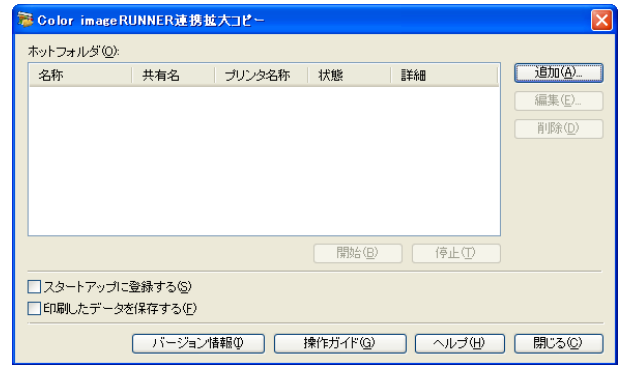 Color imageRUNNER連携拡大コピー
ホットフォルダ(O):
名称 共有名 プリンタ名称 状態 詳細
追加(A)...
編集(E)...
削除(D)
開始(B) 停止(T)
スタートアップに登録する(S)
印刷したデータを保存する(F)
バージョン情報(I) 操作ガイド(G) ヘルプ(H) 閉じる(C)